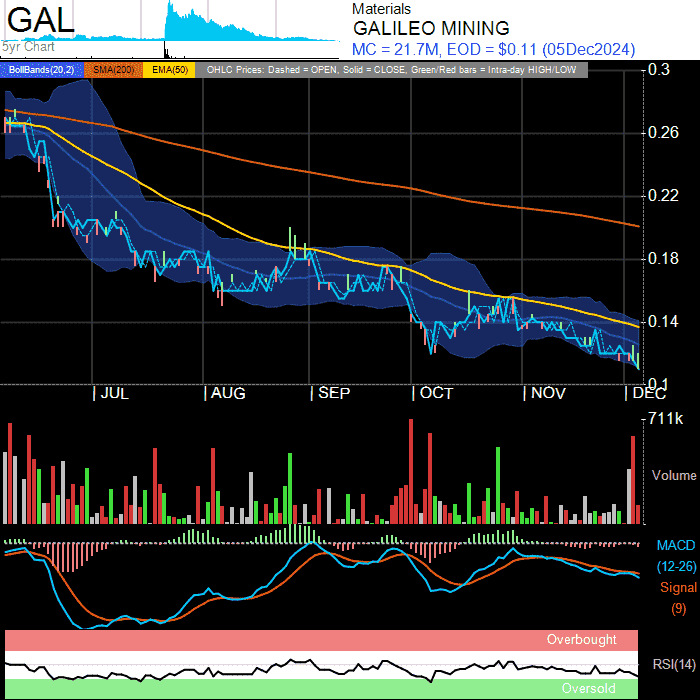 GAL
5yr Chart
Materials
GALILEO MINING
MC = 21.7M, EOD = $0.11 (05Dec2024)
BollBands(20,2) SMA(200) EMA(50) OHLC Prices: Dashed = OPEN, Solid = CLOSE, Green/Red bars = Intra-day HIGH/LOW
0.3
0.26
0.22
0.18
0.14
0.1
JUL AUG SEP OCT NOV DEC
711k
Volume
MACD
(12-26)
Signal
(9)
Overbought
RSI(14)
Oversold